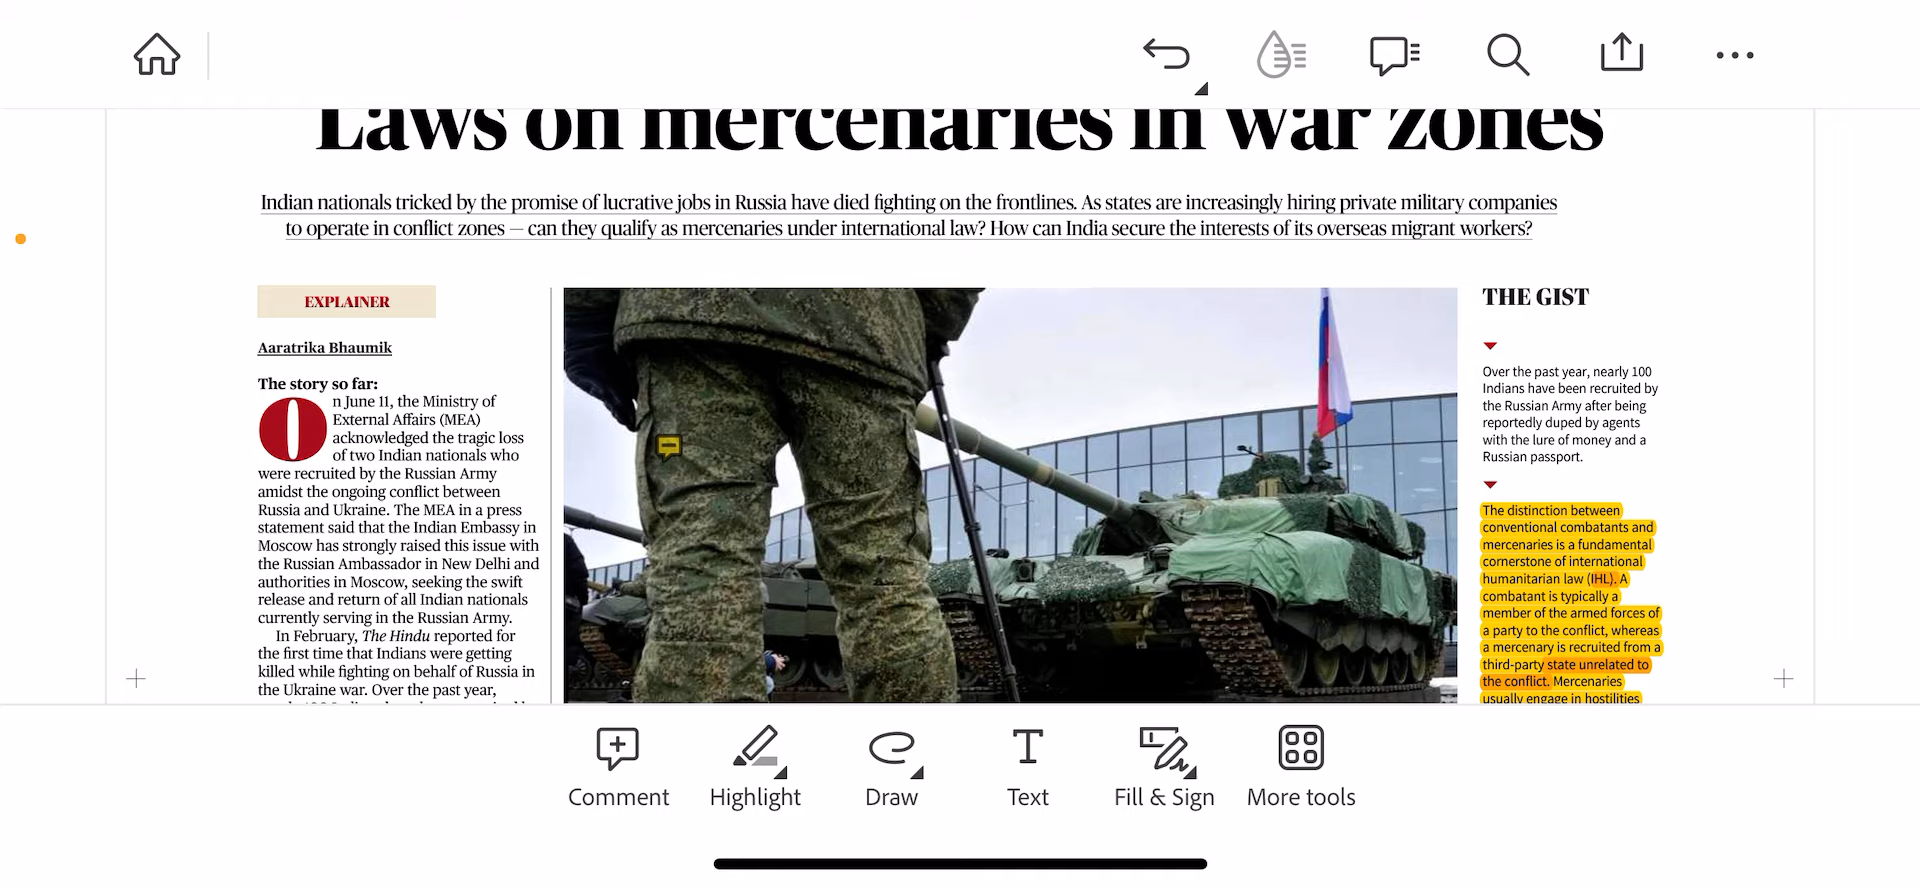 Laws on mercenaries in war zones
Indian nationals tricked by the promise of lucrative jobs in Russia have died fighting on the frontlines. As states are increasingly hiring private military companies
to operate in conflict zones — can they qualify as mercenaries under international law? How can India secure the interests of its overseas migrant workers?
EXPLAINER
Aaratrika Bhaumik
The story so far:
On June 11, the Ministry of
External Affairs (MEA)
acknowledged the tragic loss
of two Indian nationals who
were recruited by the Russian Army
amidst the ongoing conflict between
Russia and Ukraine. The MEA in a press
statement said that the Indian Embassy in
Moscow has strongly raised this issue with
the Russian Ambassador in New Delhi and
authorities in Moscow, seeking the swift
release and return of all Indian nationals
currently serving in the Russian Army.
In February, The Hindu reported for
the first time that Indians were getting
killed while fighting on behalf of Russia in
the Ukraine war. Over the past year,
THE GIST
Over the past year, nearly 100
Indians have been recruited by
the Russian Army after being
reportedly duped by agents
with the lure of money and a
Russian passport.
The distinction between
conventional combatants and
mercenaries is a fundamental
cornerstone of international
humanitarian law (IHL). A
combatant is typically a
member of the armed forces of
a party to the conflict, whereas
a mercenary is recruited from a
third-party state unrelated to
the conflict. Mercenaries
usually engage in hostilities
Comment
Highlight
Draw
Text
Fill & Sign
More tools